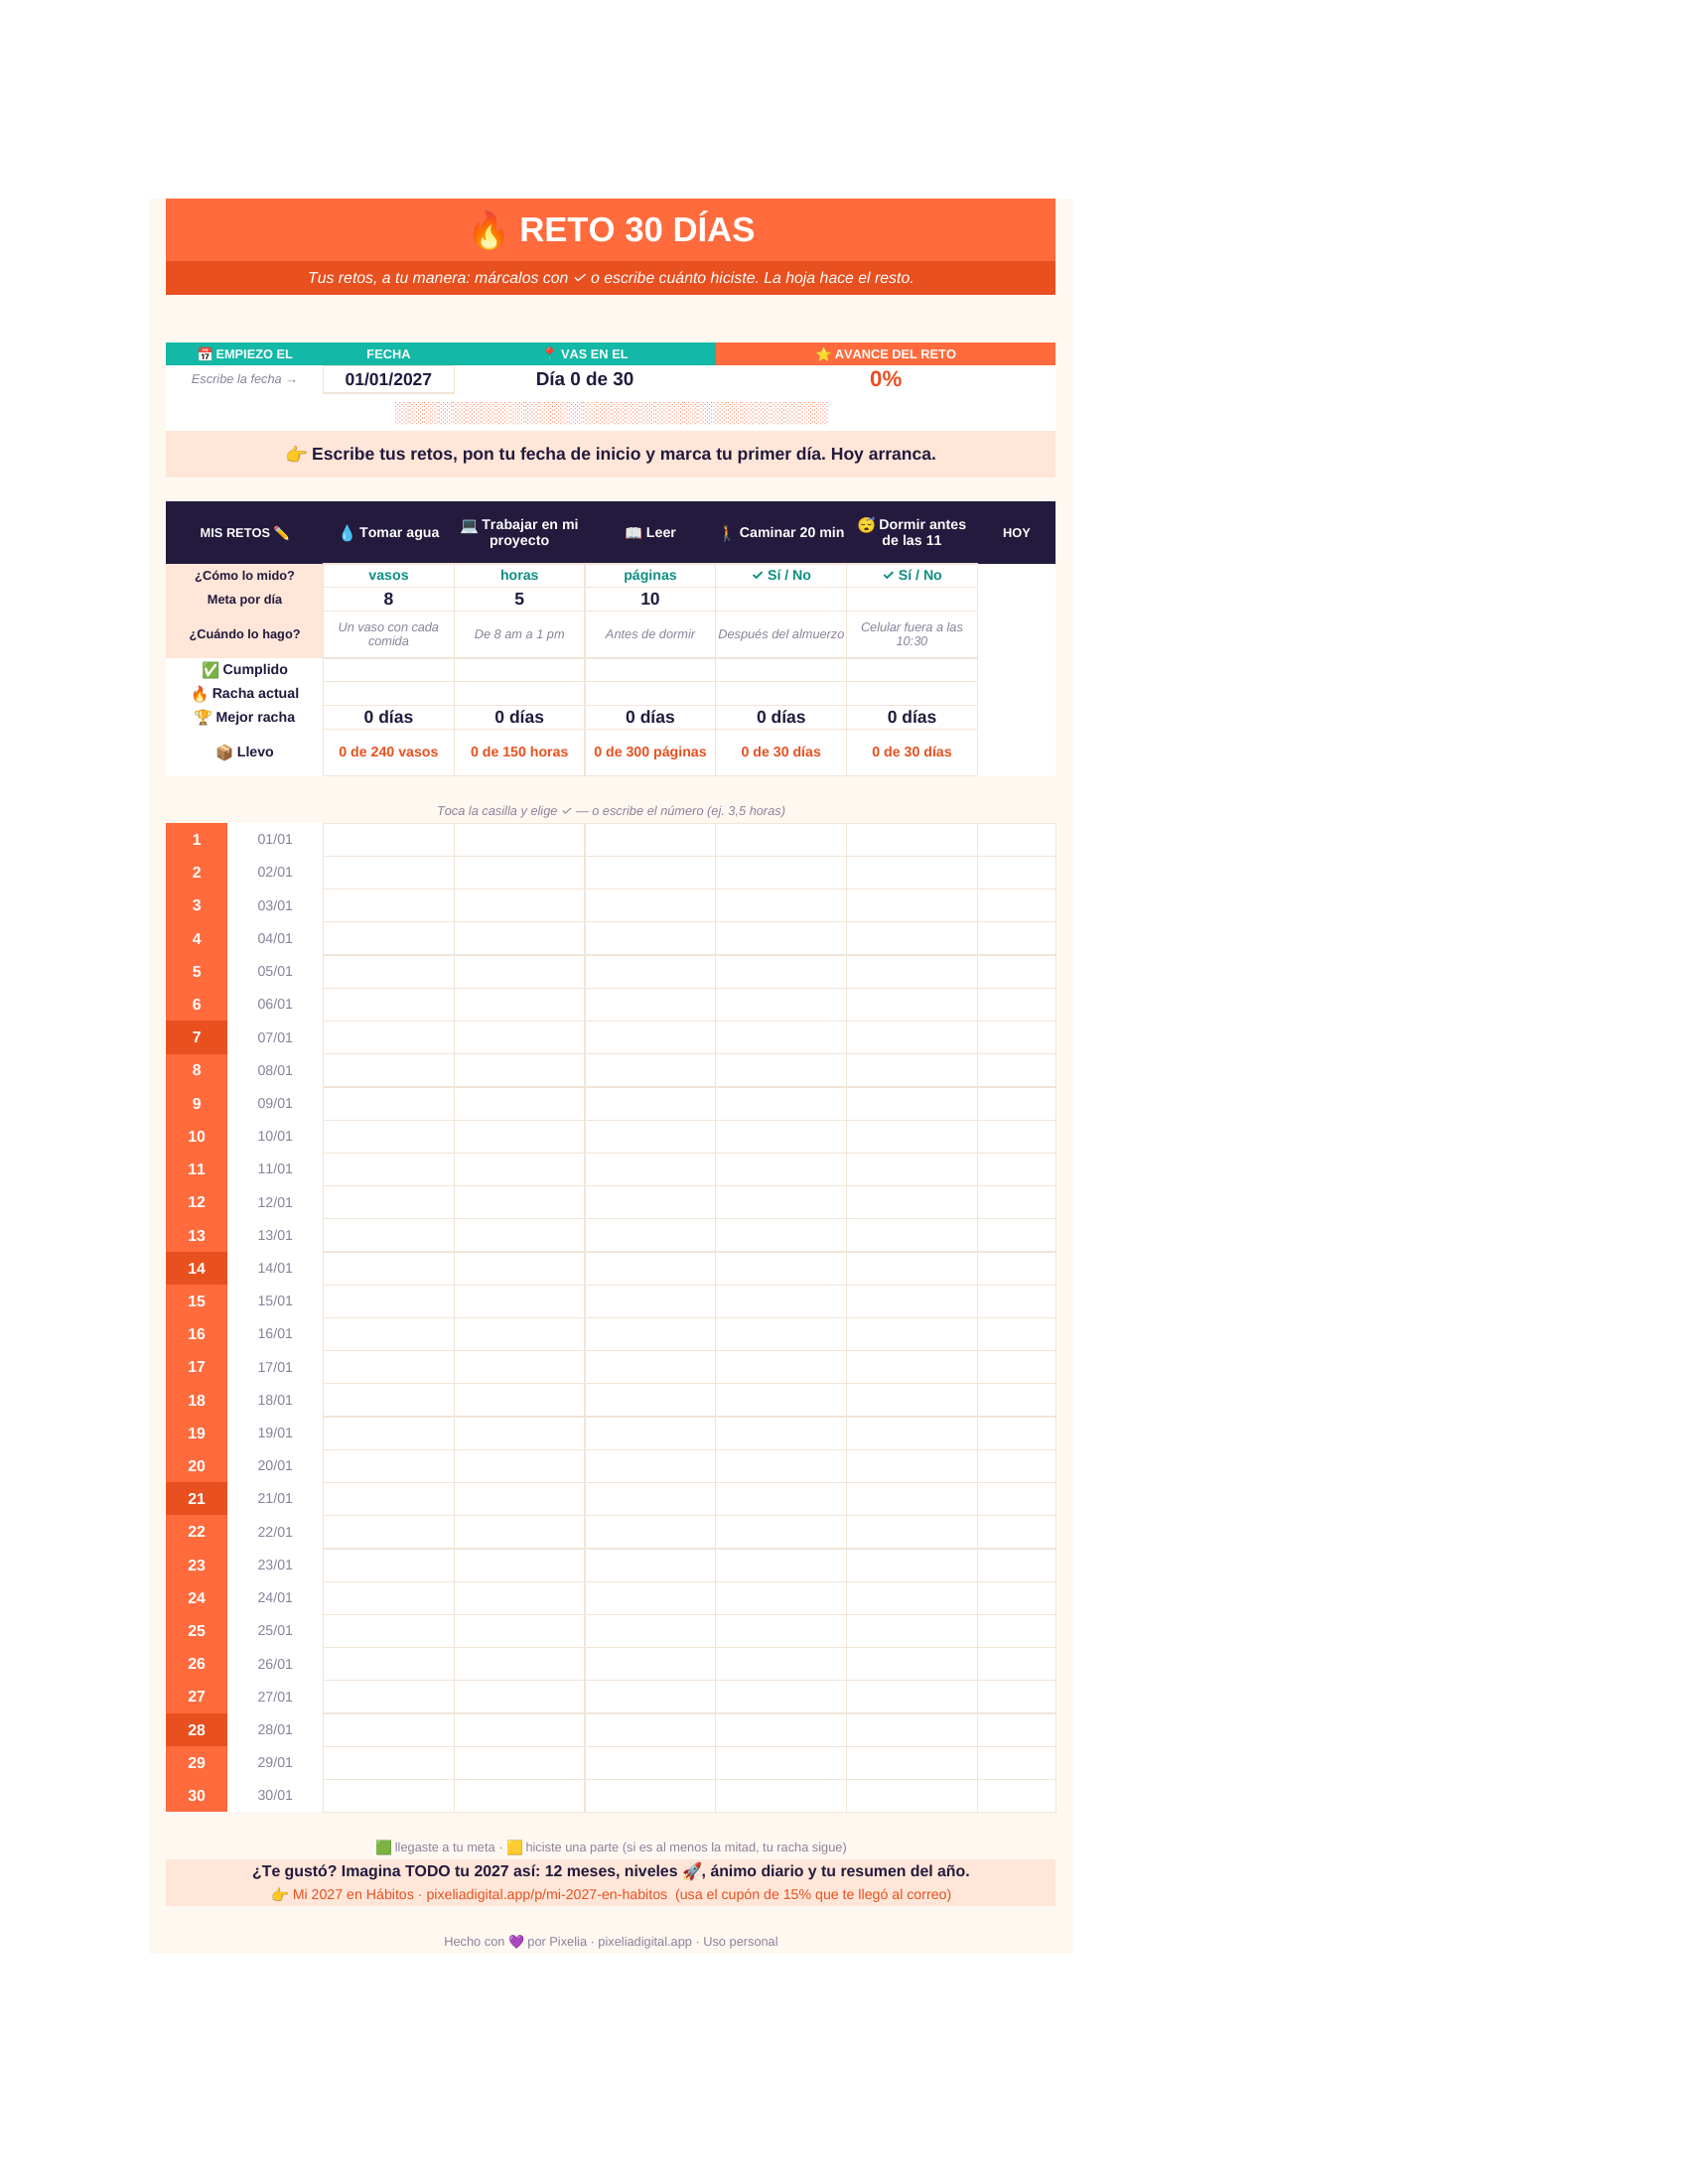 🔥 RETO 30 DÍAS
Tus retos, a tu manera: márcalos con ✓ o escribe cuánto hiciste. La hoja hace el resto.
📅 EMPIEZO EL FECHA 📍 VAS EN EL ⭐ AVANCE DEL RETO
Escribe la fecha → 01/01/2027 Día 0 de 30 0%
👉 Escribe tus retos, pon tu fecha de inicio y marca tu primer día. Hoy arranca.
MIS RETOS ✏️ 💧 Tomar agua 💻 Trabajar en mi proyecto 📖 Leer 🚶 Caminar 20 min 😴 Dormir antes de las 11 HOY
¿Cómo lo mido? vasos horas páginas ✓ Sí / No ✓ Sí / No
Meta por día 8 5 10
¿Cuándo lo hago? Un vaso con cada comida De 8 am a 1 pm Antes de dormir Después del almuerzo Celular fuera a las 10:30
✅ Cumplido
🔥 Racha actual
🏆 Mejor racha 0 días 0 días 0 días 0 días 0 días
📦 Llevo 0 de 240 vasos 0 de 150 horas 0 de 300 páginas 0 de 30 días 0 de 30 días
Toca la casilla y elige ✓ — o escribe el número (ej. 3,5 horas)
1 01/01
2 02/01
3 03/01
4 04/01
5 05/01
6 06/01
7 07/01
8 08/01
9 09/01
10 10/01
11 11/01
12 12/01
13 13/01
14 14/01
15 15/01
16 16/01
17 17/01
18 18/01
19 19/01
20 20/01
21 21/01
22 22/01
23 23/01
24 24/01
25 25/01
26 26/01
27 27/01
28 28/01
29 29/01
30 30/01
🟩 llegaste a tu meta · 🟨 hiciste una parte (si es al menos la mitad, tu racha sigue)
¿Te gustó? Imagina TODO tu 2027 así: 12 meses, niveles 🚀, ánimo diario y tu resumen del año.
👉 Mi 2027 en Hábitos · pixeliadigital.app/p/mi-2027-en-habitos (usa el cupón de 15% que te llegó al correo)
Hecho con 💜 por Pixelia · pixeliadigital.app · Uso personal